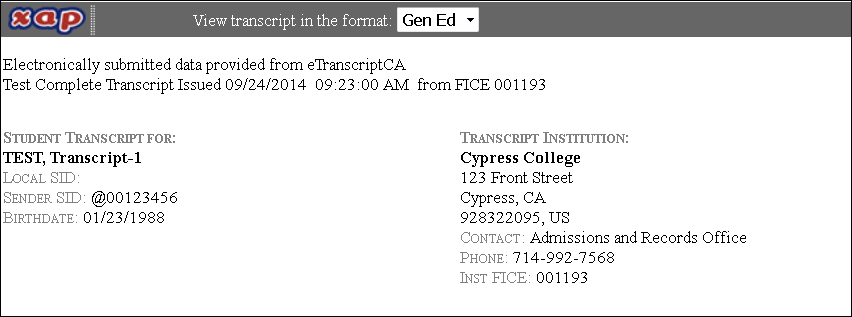 xap View transcript in the format: Gen Ed
Electronically submitted data provided from eTranscriptCA
Test Complete Transcript Issued 09/24/2014 09:23:00 AM from FICE 001193
STUDENT TRANSCRIPT FOR:
TEST, Transcript-1
LOCAL SID:
SENDER SID: @00123456
BIRTHDATE: 01/23/1988
TRANSCRIPT INSTITUTION:
Cypress College
123 Front Street
Cypress, CA
928322095, US
CONTACT: Admissions and Records Office
PHONE: 714-992-7568
INST FICE: 001193